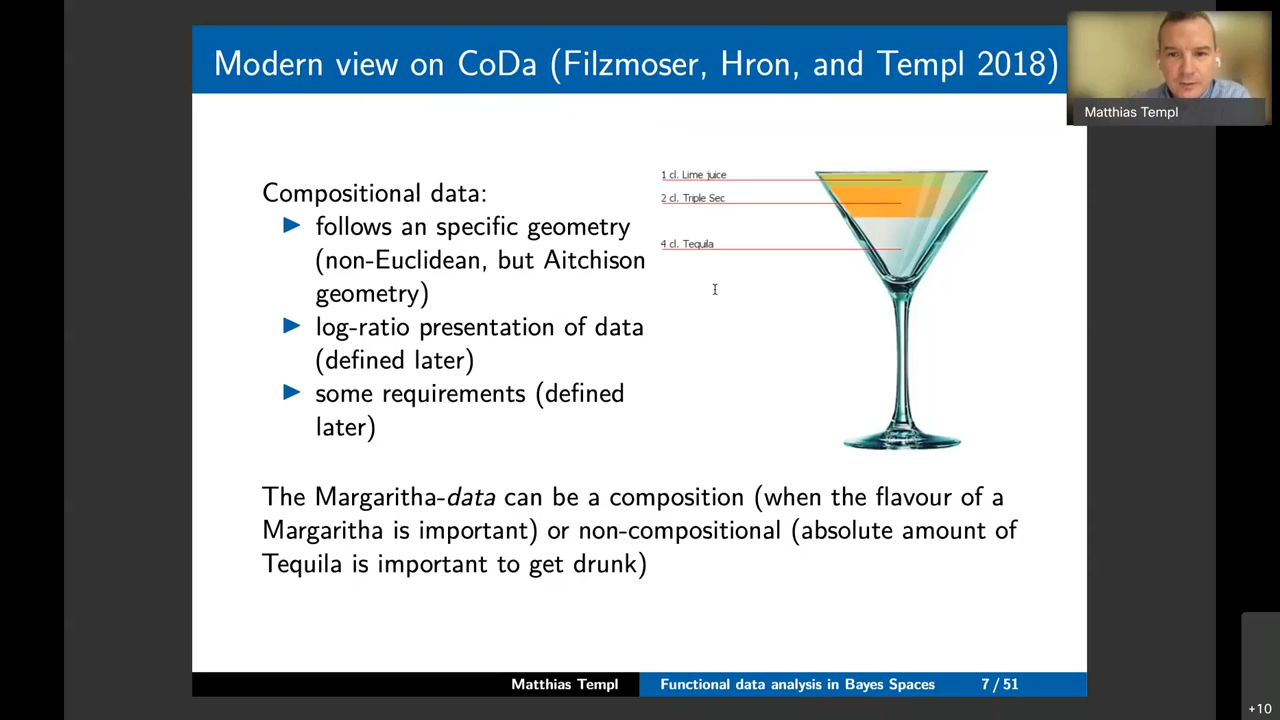 Modern view on CoDa (Filzmoser, Hron, and Templ 2018)
Matthias Templ
Compositional data:
follows an specific geometry
(non-Euclidean, but Aitchison
geometry)
log-ratio presentation of data
(defined later)
some requirements (defined
later)
1 cl. Lime juice
2 cl. Triple Sec
4 cl. Tequila
The Margaritha-data can be a composition (when the flavour of a
Margaritha is important) or non-compositional (absolute amount of
Tequila is important to get drunk)
Matthias Templ
Functional data analysis in Bayes Spaces
7 / 51
+10